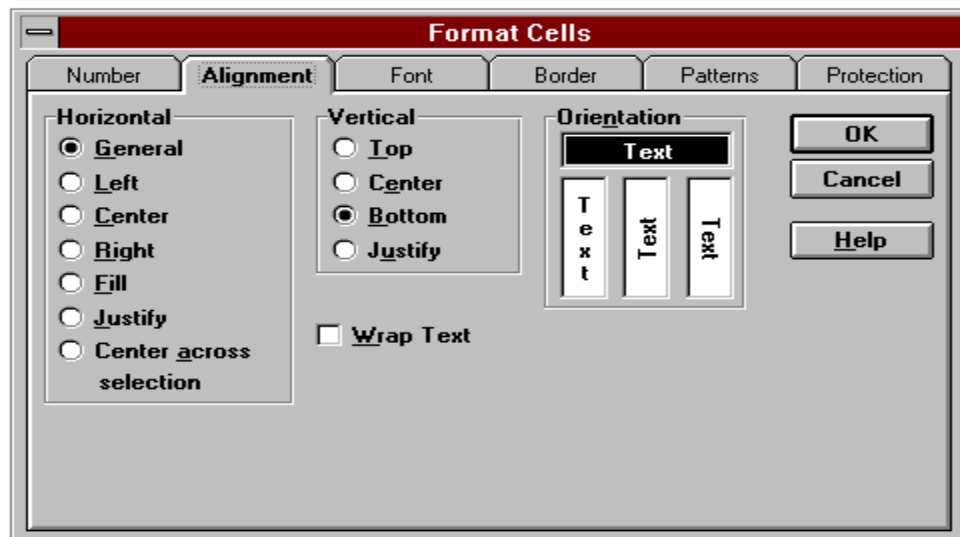 Format Cells
Number Alignment Font Border Patterns Protection
Horizontal
General
Left
Center
Right
Fill
Justify
Center across
selection
Vertical
Top
Center
Bottom
Justify
Wrap Text
Orientation
Text
Text
Text
Text
OK
Cancel
Help